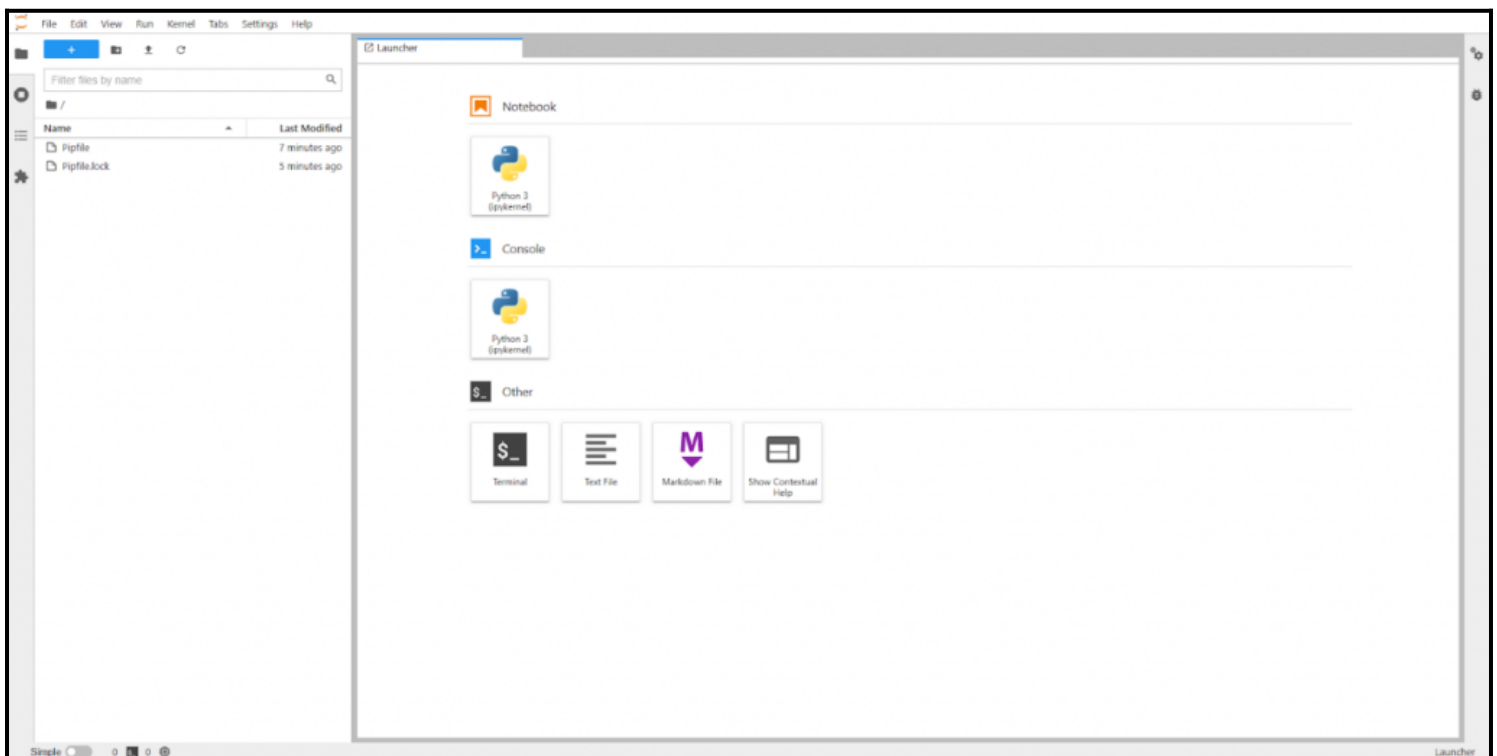 File Edit View Run Kernel Tabs Settings Help
+
Filter files by name
/
Name Last Modified
Pipfile 7 minutes ago
Pipfile.lock 5 minutes ago
Launcher
Notebook
Python 3
(ipykernel)
>_ Console
Python 3
(ipykernel)
$_ Other
$_
Terminal
Text File
M
Markdown File
Show Contextual
Help
Simple 0 $_ 0
Launcher